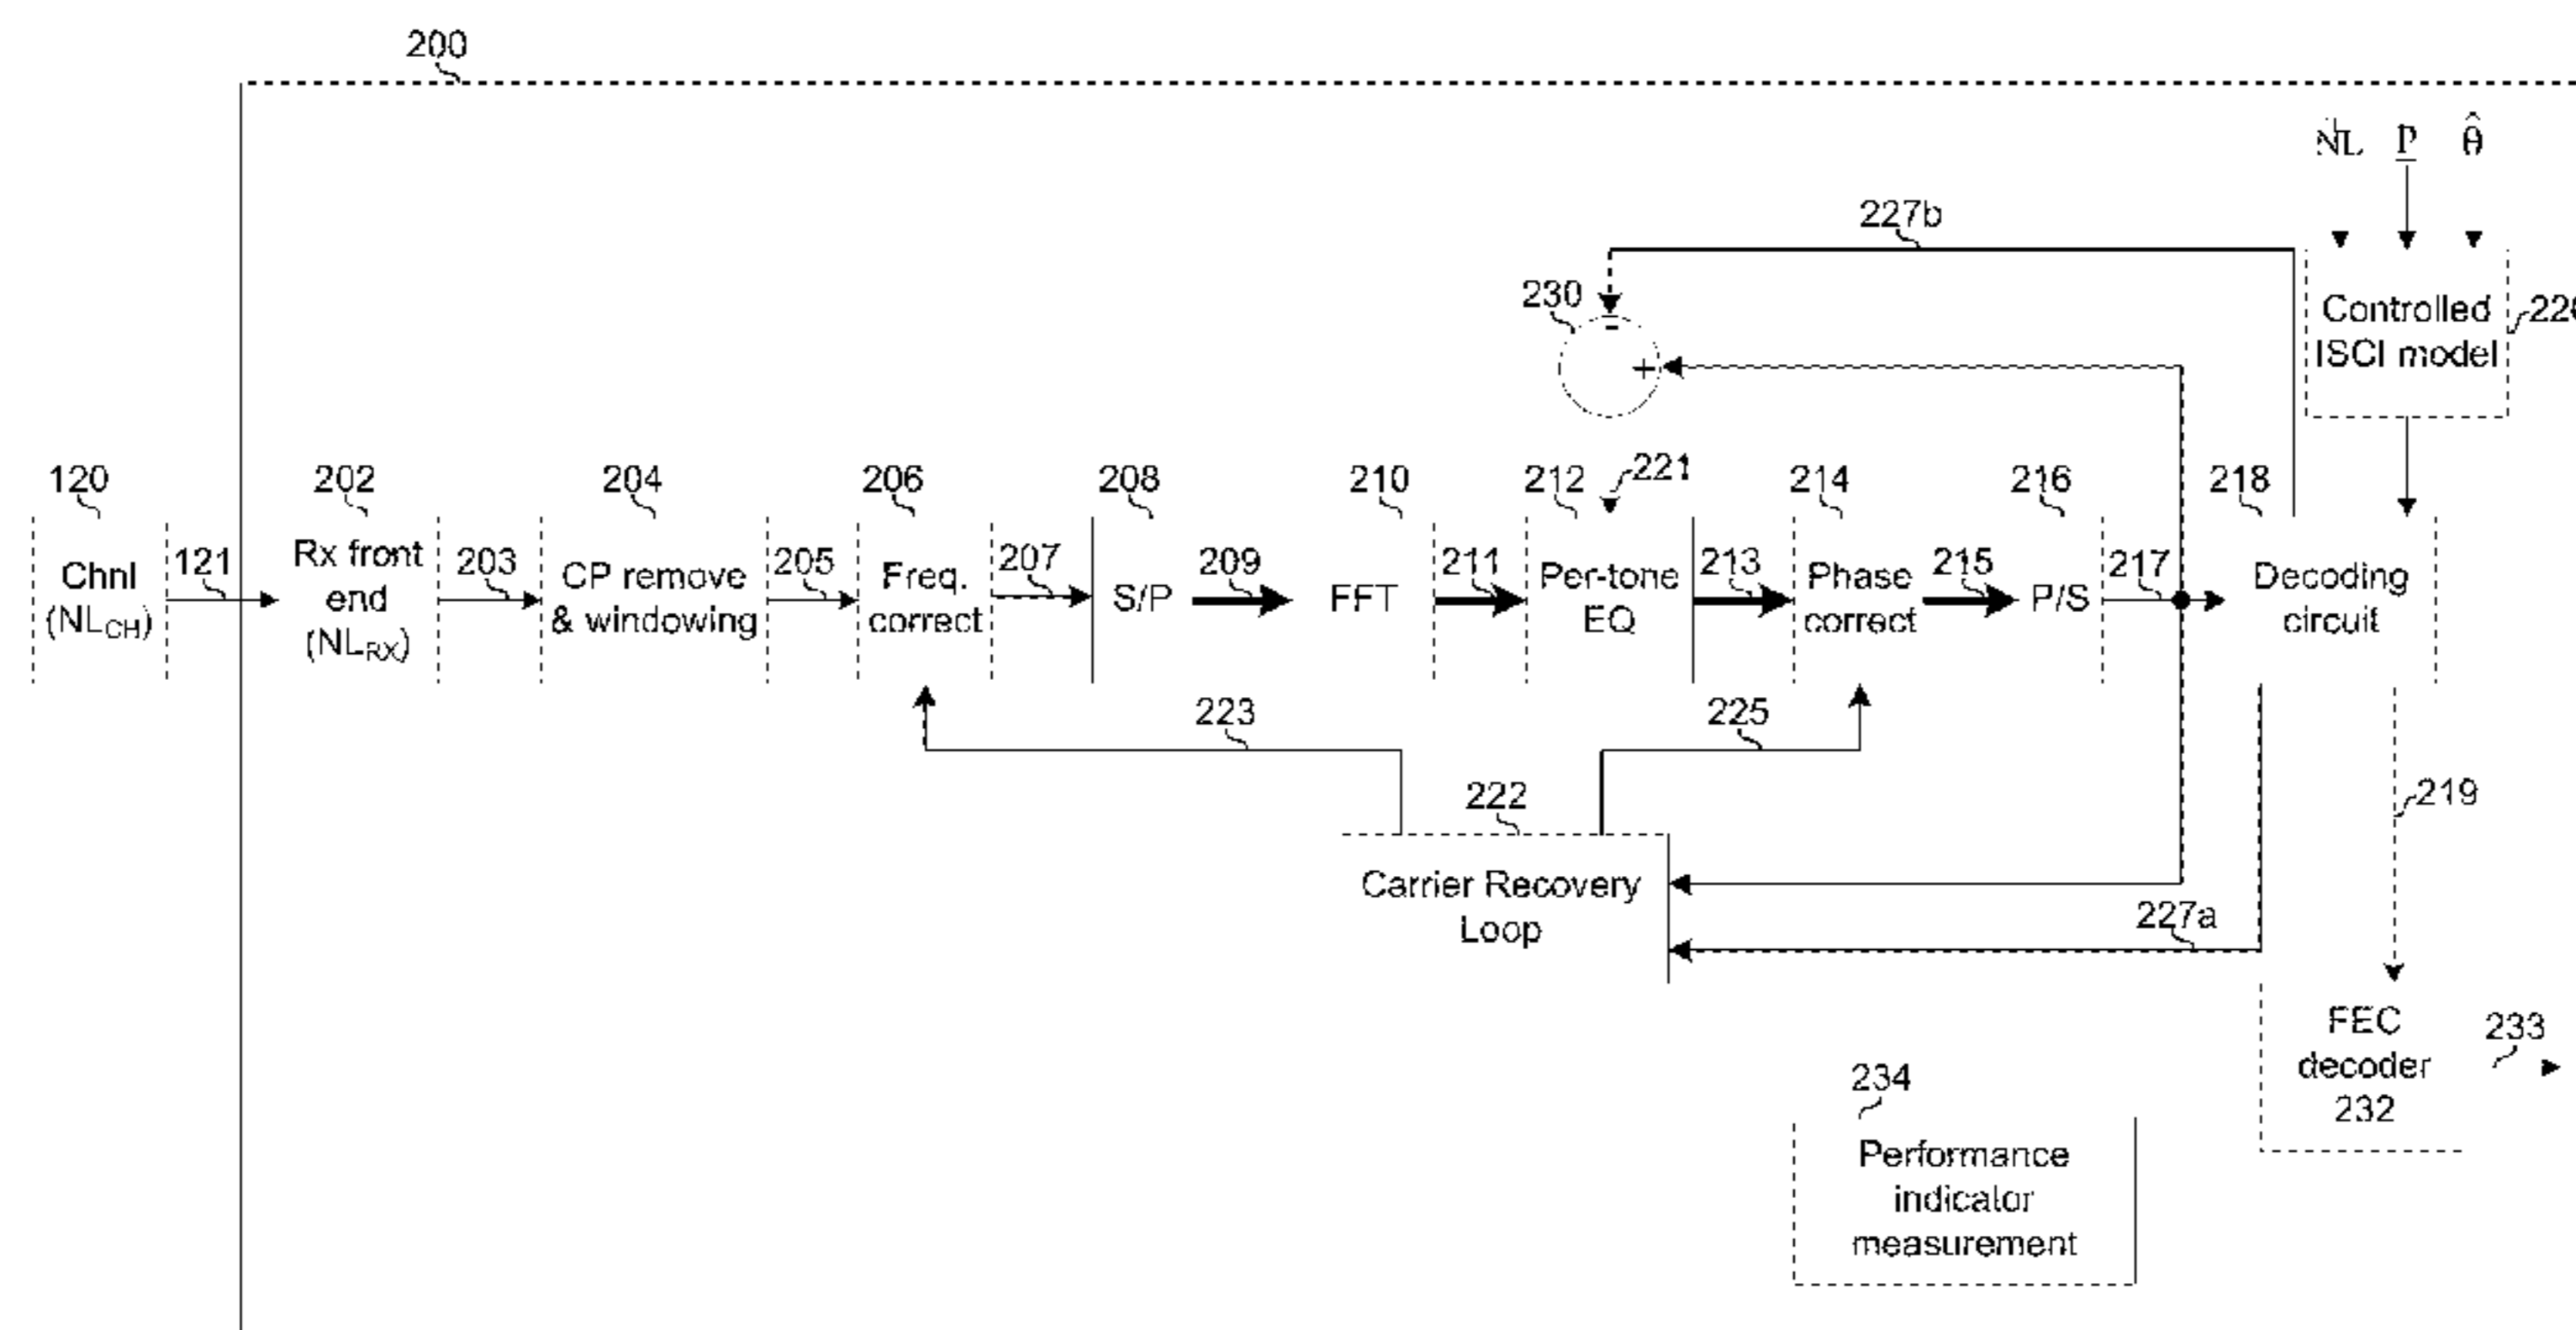 200
N̂L P θ̂
227b
230
-
+
Controlled
ISCI model
120
202
204
206
208
210
212
221
214
216
218
Chnl
(NLCH)
121
Rx front
end
(NLRX)
203
CP remove
& windowing
205
Freq.
correct
207
S/P
209
FFT
211
Per-tone
EQ
213
Phase
correct
215
P/S
217
Decoding
circuit
223
225
222
219
Carrier Recovery
Loop
227a
FEC
decoder
232
233
234
Performance
indicator
measurement